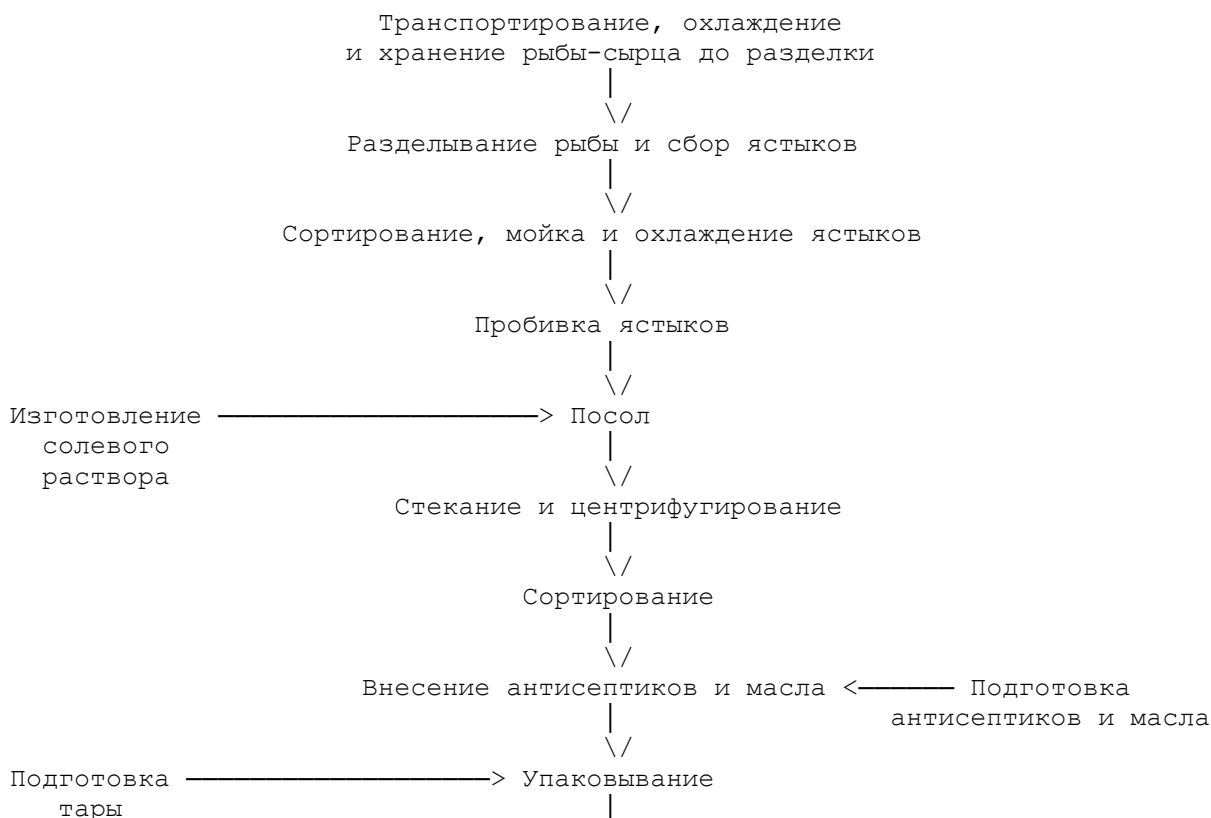 Транспортирование, охлаждение
и хранение рыбы-сырца до разделки
Разделывание рыбы и сбор ястыков
Сортирование, мойка и охлаждение ястыков
Пробивка ястыков
Изготовление
солевого
раствора
Посол
Стекание и центрифугирование
Сортирование
Внесение антисептиков и масла
Подготовка
антисептиков и масла
Подготовка
тары
Упаковывание